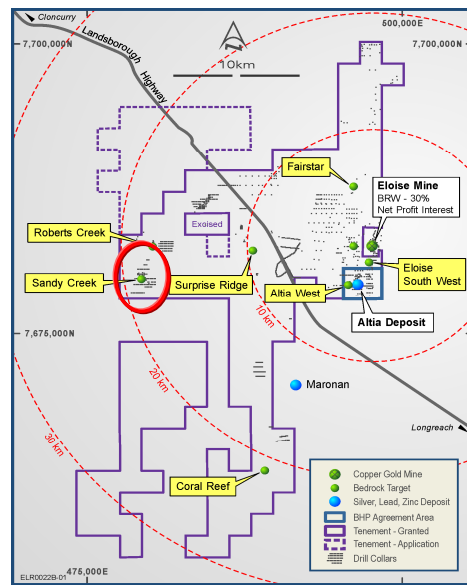 Cloncurry
500,000E
7,700,000N
7,700,000N
Landsborough
Highway
10km
Fairstar
Eloise Mine
BRW - 30%
Net Profit Interest
Exoised
Roberts Creek
Sandy Creek
Surprise Ridge
Altia West
Eloise
South West
Altia Deposit
10 km
7,675,000N
20 km
Maronan
30 km
Longreach
Coral Reef
Copper Gold Mine
Bedrock Target
Silver, Lead, Zinc Deposit
BHP Agreement Area
Tenement - Granted
Tenement - Application
Drill Collars
ELR0022B-01
475,000E